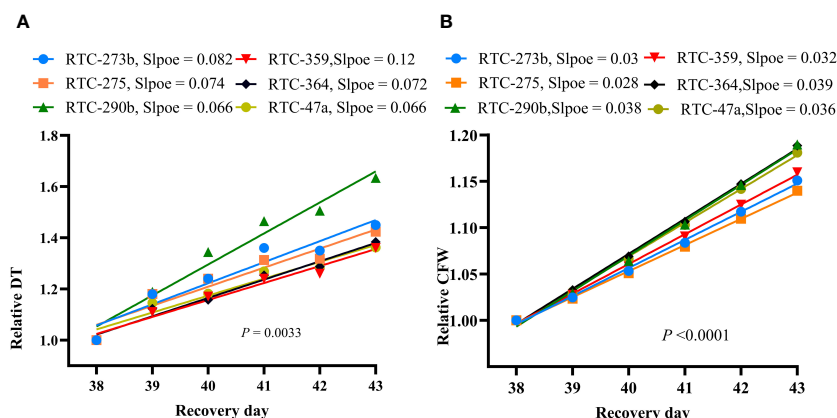 A
RTC-273b, Slpoe = 0.082
RTC-359,Slpoe = 0.12
RTC-275, Slpoe = 0.074
RTC-364, Slpoe = 0.072
RTC-290b, Slpoe = 0.066
RTC-47a, Slpoe = 0.066
1.8
1.6
1.4
1.2
1.0
Relative DT
P = 0.0033
38 39 40 41 42 43
Recovery day
B
RTC-273b, Slpoe = 0.03
RTC-359, Slpoe = 0.032
RTC-275, Slpoe = 0.028
RTC-364,Slpoe = 0.039
RTC-290b,Slpoe = 0.038
RTC-47a,Slpoe = 0.036
1.20
1.15
1.10
1.05
1.00
Relative CFW
P <0.0001
38 39 40 41 42 43
Recovery day